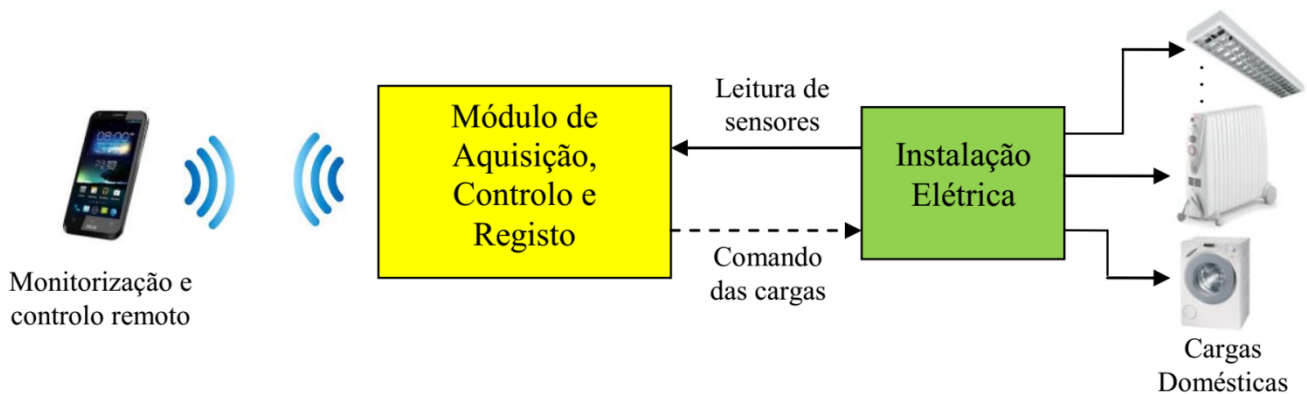 Monitorização e
controlo remoto
Módulo de
Aquisição,
Controlo e
Registo
Leitura de
sensores
Comando
das cargas
Instalação
Elétrica
Cargas
Domésticas